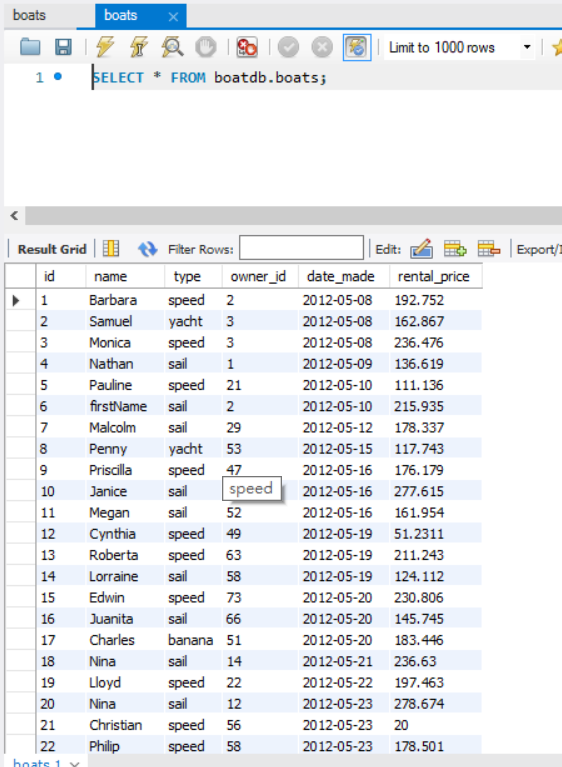 boats boats
Limit to 1000 rows
1 SELECT * FROM boatdb.boats;
Result Grid Filter Rows: Edit: Export/I
id name type owner_id date_made rental_price
1 Barbara speed 2 2012-05-08 192.752
2 Samuel yacht 3 2012-05-08 162.867
3 Monica speed 3 2012-05-08 236.476
4 Nathan sail 1 2012-05-09 136.619
5 Pauline speed 21 2012-05-10 111.136
6 firstName sail 2 2012-05-10 215.935
7 Malcolm sail 29 2012-05-12 178.337
8 Penny yacht 53 2012-05-15 117.743
9 Priscilla speed 47 2012-05-16 176.179
10 Janice sail speed 2012-05-16 277.615
11 Megan sail 52 2012-05-16 161.954
12 Cynthia speed 49 2012-05-19 51.2311
13 Roberta speed 63 2012-05-19 211.243
14 Lorraine sail 58 2012-05-19 124.112
15 Edwin speed 73 2012-05-20 230.806
16 Juanita sail 66 2012-05-20 145.745
17 Charles banana 51 2012-05-20 183.446
18 Nina sail 14 2012-05-21 236.63
19 Lloyd speed 22 2012-05-22 197.463
20 Nina sail 12 2012-05-23 278.674
21 Christian speed 56 2012-05-23 20
22 Philip speed 58 2012-05-23 178.501
boats 1